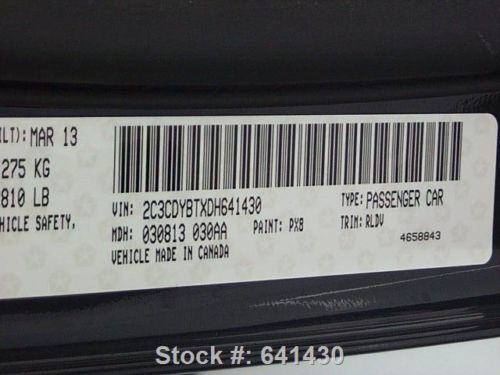 ILT): MAR 13
275 KG
810 LB
HICLE SAFETY,
VIN: 2C3CDYBTXDH641430
TYPE: PASSENGER CAR
MDH: 030813 030AA
PAINT: PX8
TRIM: RLDV
VEHICLE MADE IN CANADA
4658843
Stock #: 641430